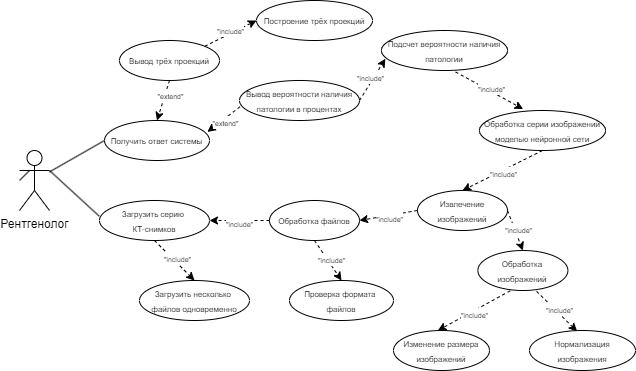 "include"
Построение трёх проекций
Вывод трёх проекций
Подсчет вероятности наличия
патологии
"include"
"extend"
Вывод вероятности наличия
патологии в процентах
"include"
"extend"
Обработка серии изображений
моделью нейронной сети
Получить ответ системы
"include"
Рентгенолог
Загрузить серию
КТ-снимков
"include"
Обработка файлов
"include"
Извлечение
изображений
"include"
"include"
"include"
Обработка
изображений
Загрузить несколько
файлов одновременно
Проверка формата
файлов
"include"
"include"
Изменение размера
изображений
Нормализация
изображения